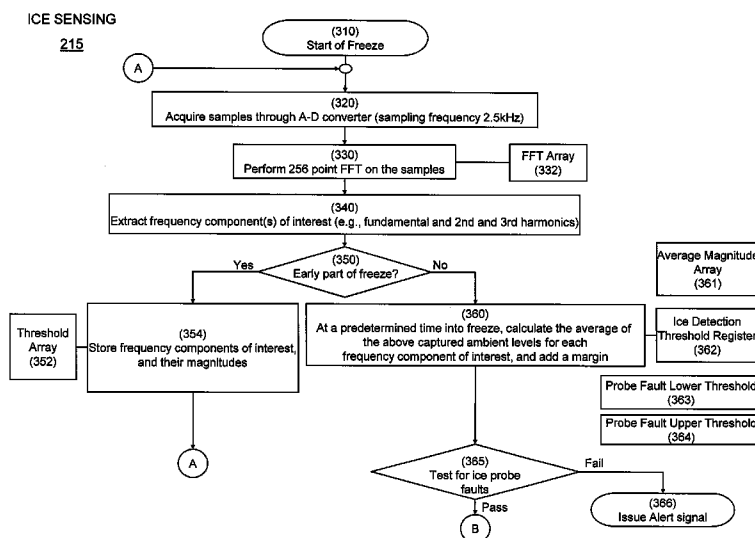 ICE SENSING
215
(310)
Start of Freeze
A
(320)
Acquire samples through A-D converter (sampling frequency 2.5kHz)
(330)
Perform 256 point FFT on the samples
FFT Array
(332)
(340)
Extract frequency component(s) of interest (e.g., fundamental and 2nd and 3rd harmonics)
(350)
Early part of freeze?
Yes
No
Average Magnitude
Array
(361)
Threshold
Array
(352)
(354)
Store frequency components of interest,
and their magnitudes
(360)
At a predetermined time into freeze, calculate the average of
the above captured ambient levels for each
frequency component of interest, and add a margin
Ice Detection
Threshold Register
(362)
Probe Fault Lower Threshold
(363)
Probe Fault Upper Threshold
(364)
A
(365)
Test for ice probe
faults
Fail
Pass
(366)
Issue Alert signal
B